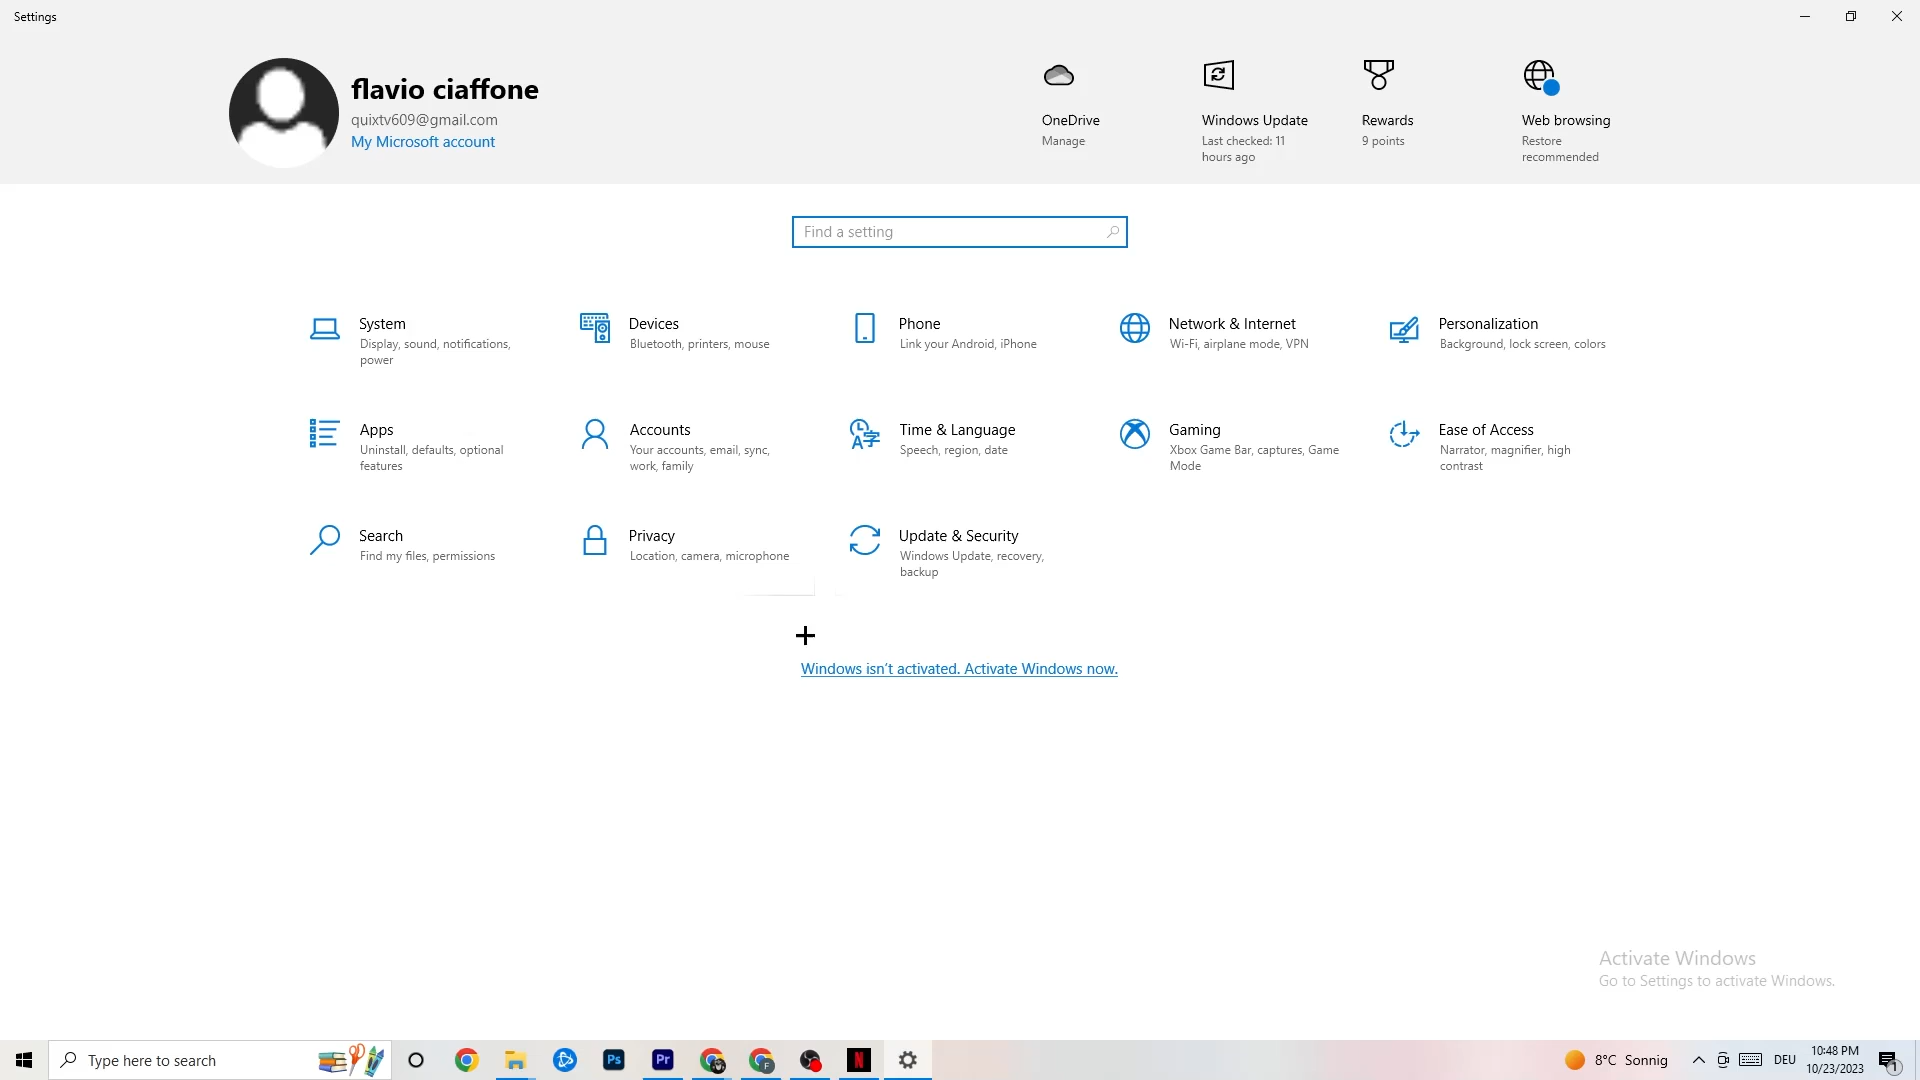 Settings
flavio ciaffone
quixtv609@gmail.com
My Microsoft account
OneDrive
Manage
Windows Update
Last checked: 11
hours ago
Rewards
9 points
Web browsing
Restore
recommended
Find a setting
System
Display, sound, notifications,
power
Devices
Bluetooth, printers, mouse
Phone
Link your Android, iPhone
Network & Internet
Wi-Fi, airplane mode, VPN
Personalization
Background, lock screen, colors
Apps
Uninstall, defaults, optional
features
Accounts
Your accounts, email, sync,
work, family
Time & Language
Speech, region, date
Gaming
Xbox Game Bar, captures, Game
Mode
Ease of Access
Narrator, magnifier, high
contrast
Search
Find my files, permissions
Privacy
Location, camera, microphone
Update & Security
Windows Update, recovery,
backup
Windows isn't activated. Activate Windows now.
Activate Windows
Go to Settings to activate Windows.
Type here to search
Ps
Pr
F
N
8°C Sonnig
DEU
10:48 PM
10/23/2023
1